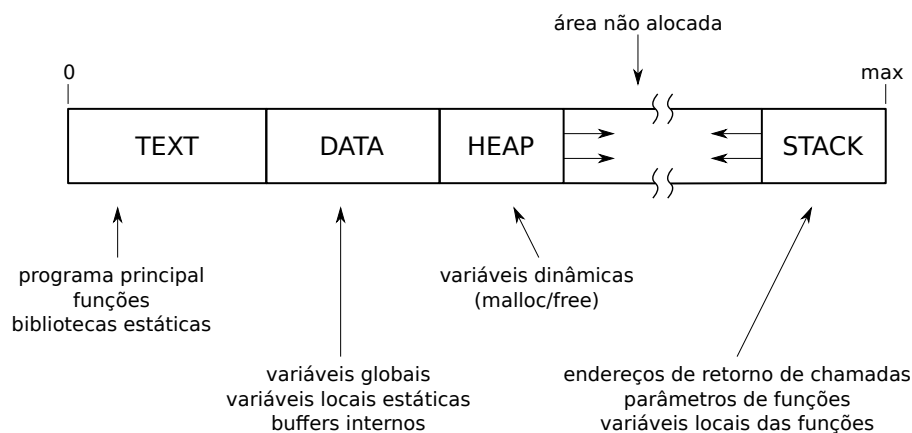 área não alocada
0
max
TEXT
DATA
HEAP
STACK
programa principal
funções
bibliotecas estáticas
variáveis dinâmicas
(malloc/free)
variáveis globais
variáveis locais estáticas
buffers internos
endereços de retorno de chamadas
parâmetros de funções
variáveis locais das funções